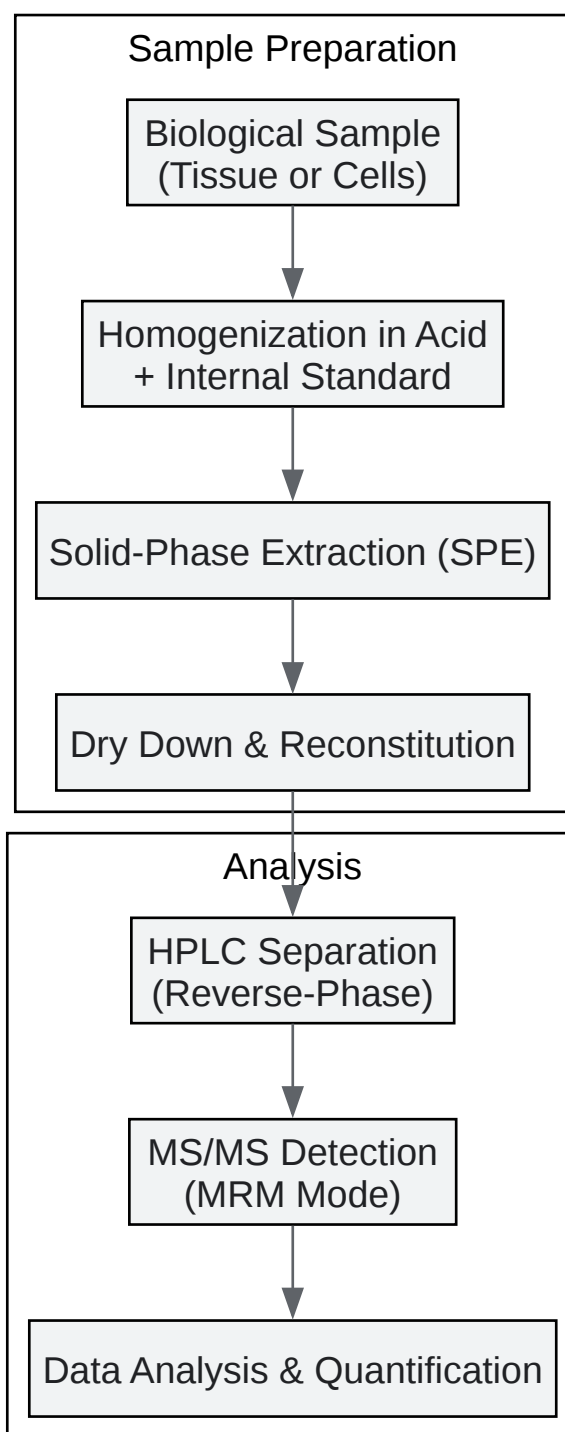 Sample Preparation
Biological Sample
(Tissue or Cells)
Homogenization in Acid
+ Internal Standard
Solid-Phase Extraction (SPE)
Dry Down & Reconstitution
Analysis
HPLC Separation
(Reverse-Phase)
MS/MS Detection
(MRM Mode)
Data Analysis & Quantification